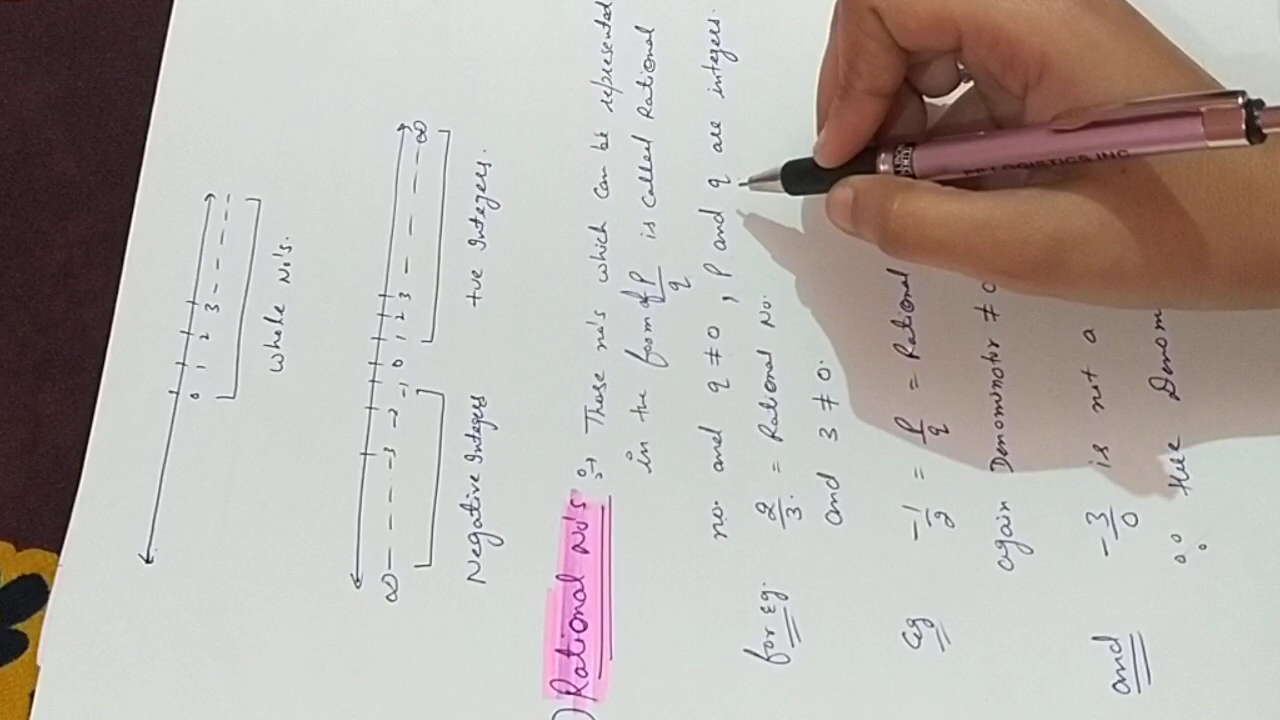 0 1 2 3 - - - - - -
Whole No's.
∞ - - - - -3 -2 -1 0 1 2 3 - - - - - ∞
Negative Integers +ve Integers.
) Rational No's :→ Those no's which can be represented
in the form of P/q is called Rational
no. and q ≠ 0 , P and q are integers.
for eg. 2/3. = Rational No.
and 3 ≠ 0.
eg -1/2 = P/q = Rational
again Denominator ≠ 0
and -3/0 is not a
∴ Here Denom